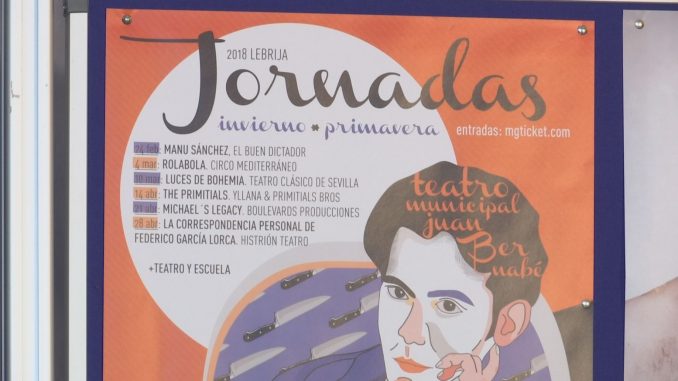 2018 LEBRIJA
Jornadas
invierno * primavera
entradas: mgticket.com
24 feb: MANU SÁNCHEZ, EL BUEN DICTADOR
4 mar: ROLABOLA. CIRCO MEDITERRÁNEO
LUCES DE BOHEMIA. TEATRO CLÁSICO DE SEVILLA
14 abr: THE PRIMITIALS. YLLANA & PRIMITIALS BROS
21 abr: MICHAEL´S LEGACY. BOULEVARDS PRODUCCIONES
28 abr: LA CORRESPONDENCIA PERSONAL DE
FEDERICO GARCÍA LORCA. HISTRIÓN TEATRO
+TEATRO Y ESCUELA
teatro
municipal
juan
Ber
nabé